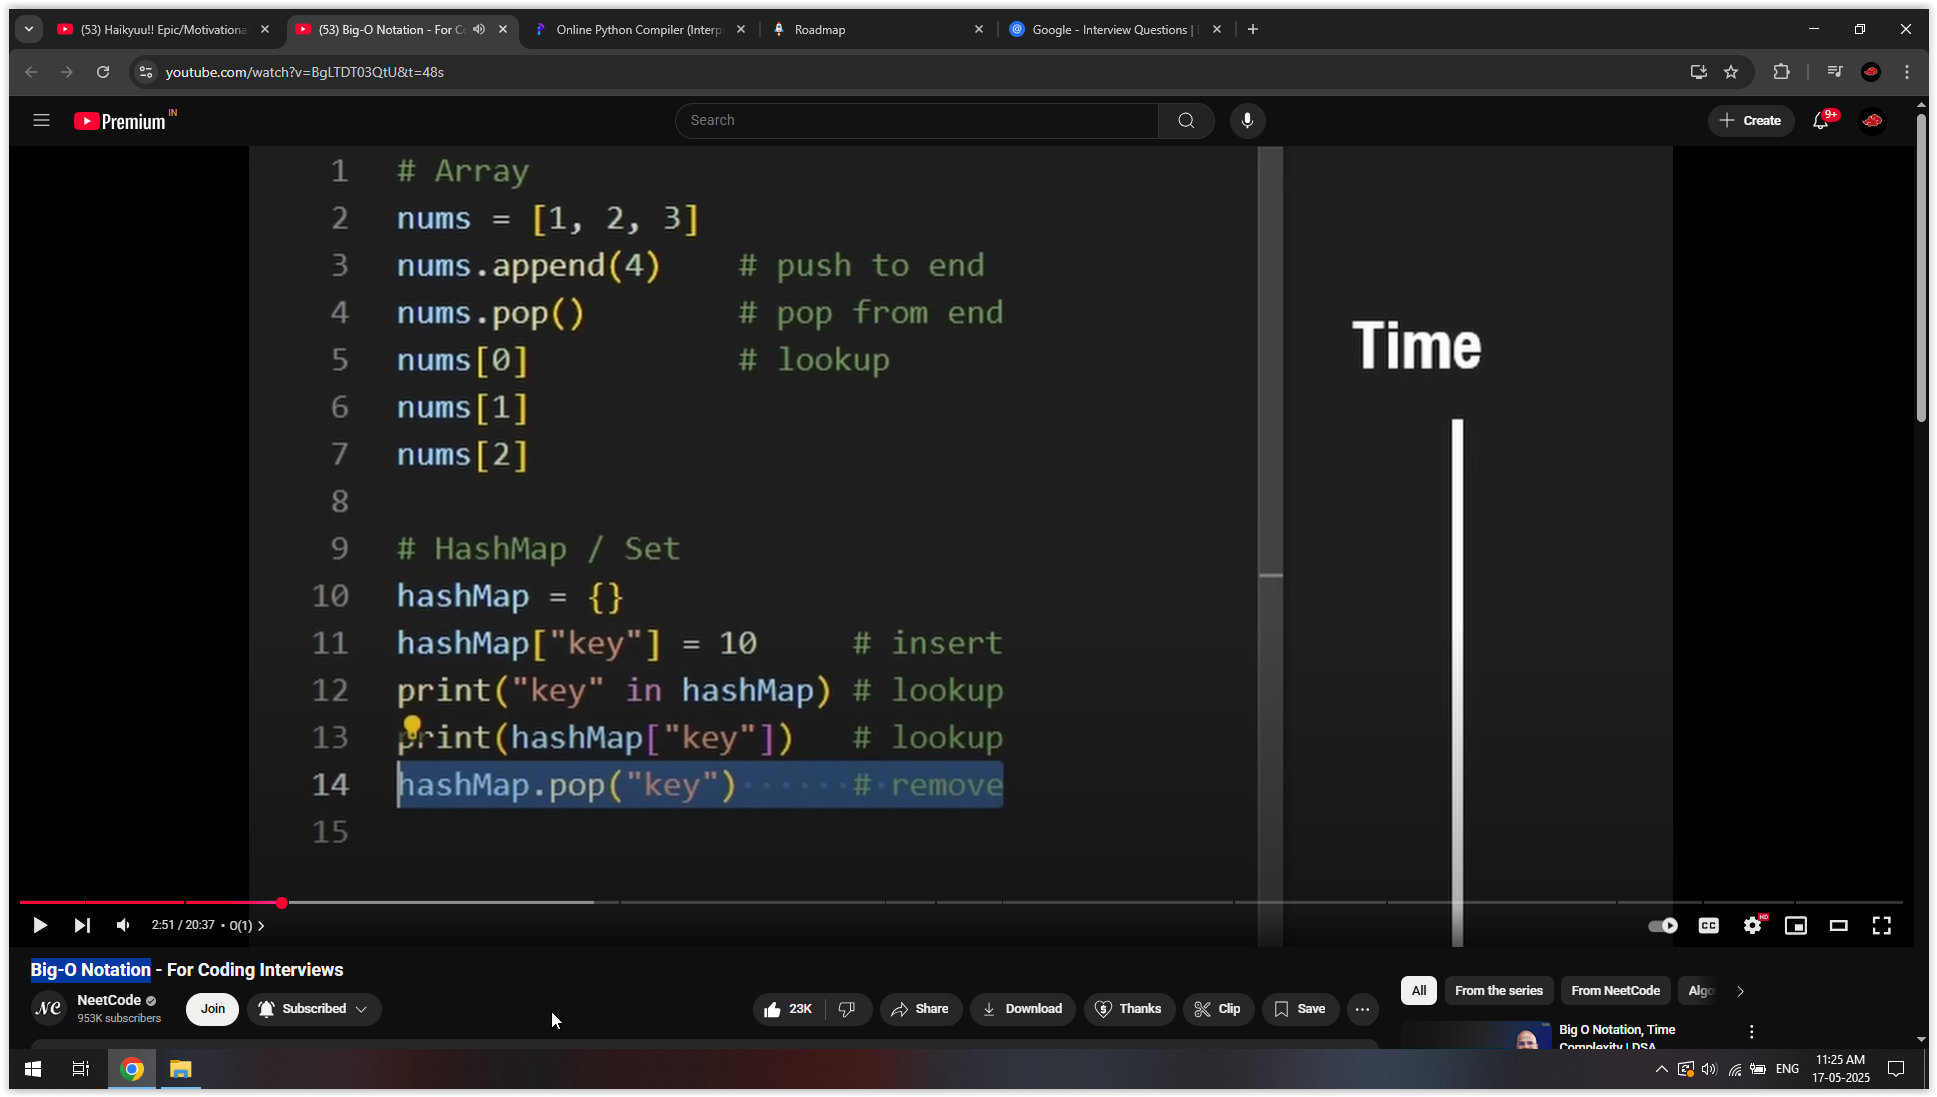 (53) Haikyuu!! Epic/Motivationa
(53) Big-O Notation - For Co
Online Python Compiler (Interp
Roadmap
Google - Interview Questions |
youtube.com/watch?v=BgLTDT03QtU&t=48s
Premium IN
Search
Create
9+
1 # Array
2 nums = [1, 2, 3]
3 nums.append(4) # push to end
4 nums.pop() # pop from end
5 nums[0] # lookup
6 nums[1]
7 nums[2]
8
9 # HashMap / Set
10 hashMap = {}
11 hashMap["key"] = 10 # insert
12 print("key" in hashMap) # lookup
13 print(hashMap["key"]) # lookup
14 hashMap.pop("key") # remove
15
Time
2:51 / 20:37 • O(1)
CC
HD
Big-O Notation - For Coding Interviews
NC
NeetCode
953K subscribers
Join
Subscribed
23K
Share
Download
Thanks
Clip
Save
All
From the series
From NeetCode
Algo
Big O Notation, Time
Complexity | DSA
ENG
11:25 AM
17-05-2025